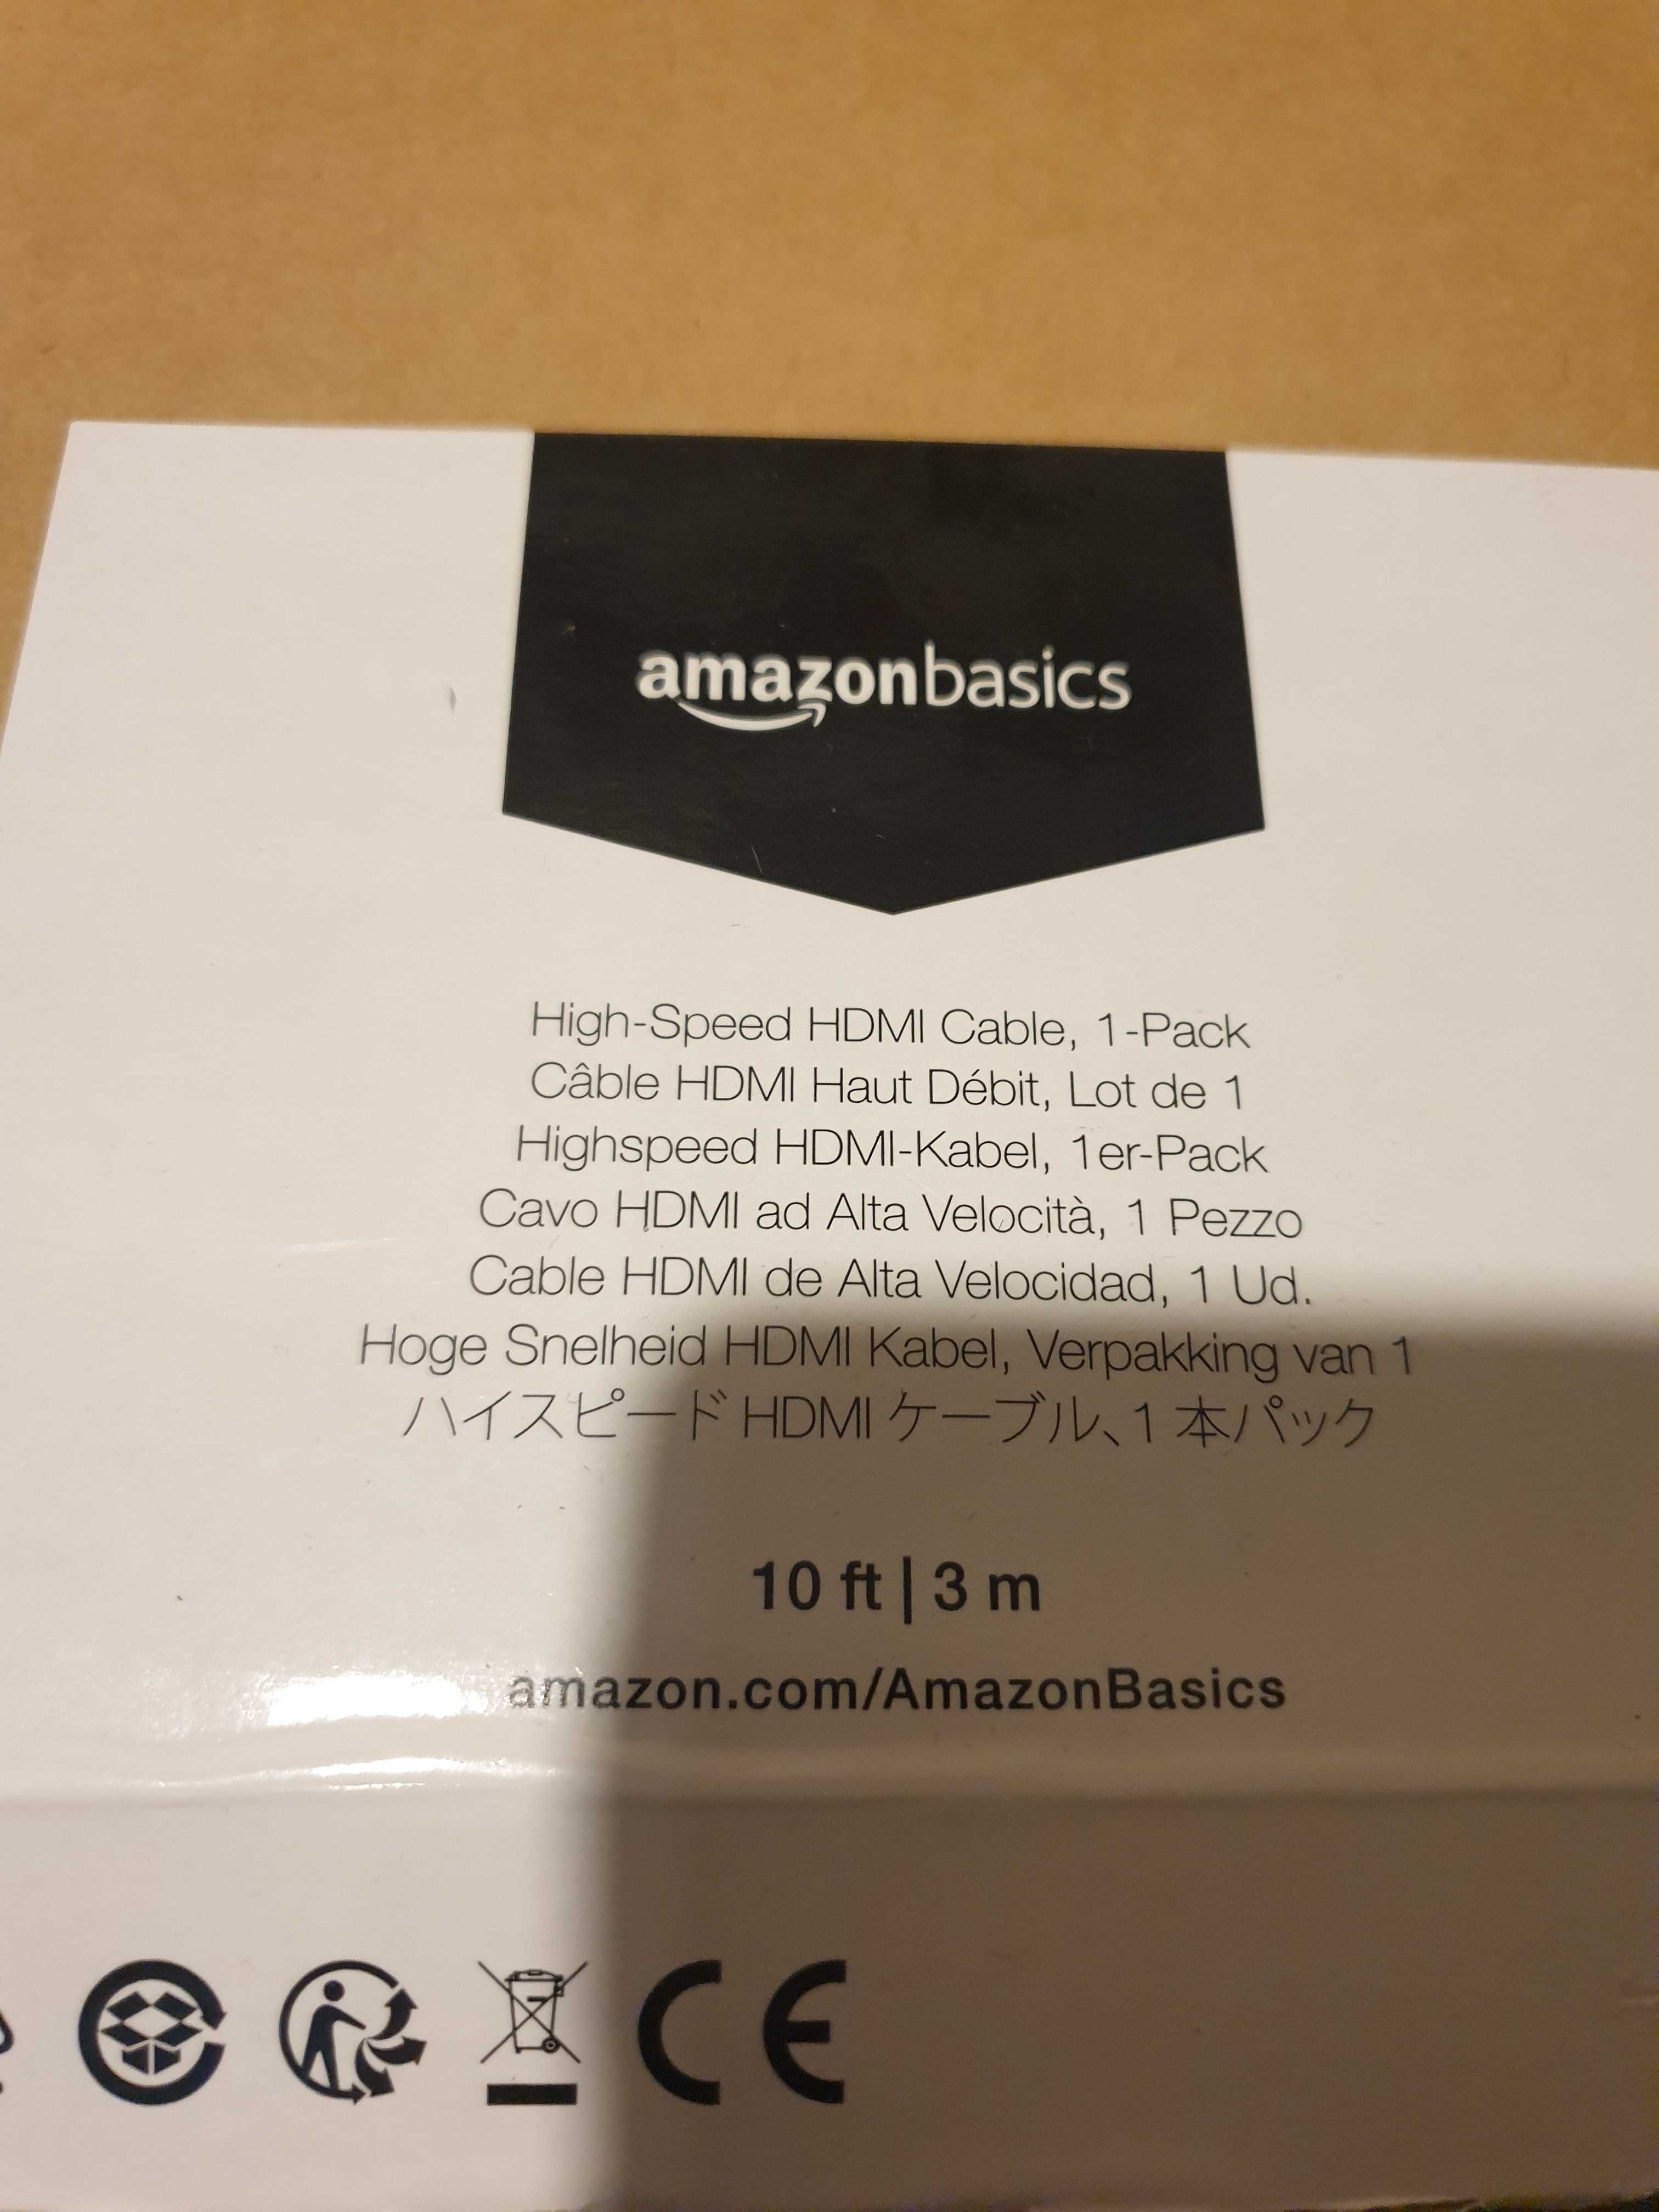 amazonbasics
High-Speed HDMI Cable, 1-Pack
Câble HDMI Haut Débit, Lot de 1
Highspeed HDMI-Kabel, 1er-Pack
Cavo HDMI ad Alta Velocità, 1 Pezzo
Cable HDMI de Alta Velocidad, 1 Ud.
Hoge Snelheid HDMI Kabel, Verpakking van 1
ハイスピード HDMI ケーブル、1 本パック
10 ft | 3 m
amazon.com/AmazonBasics
CE